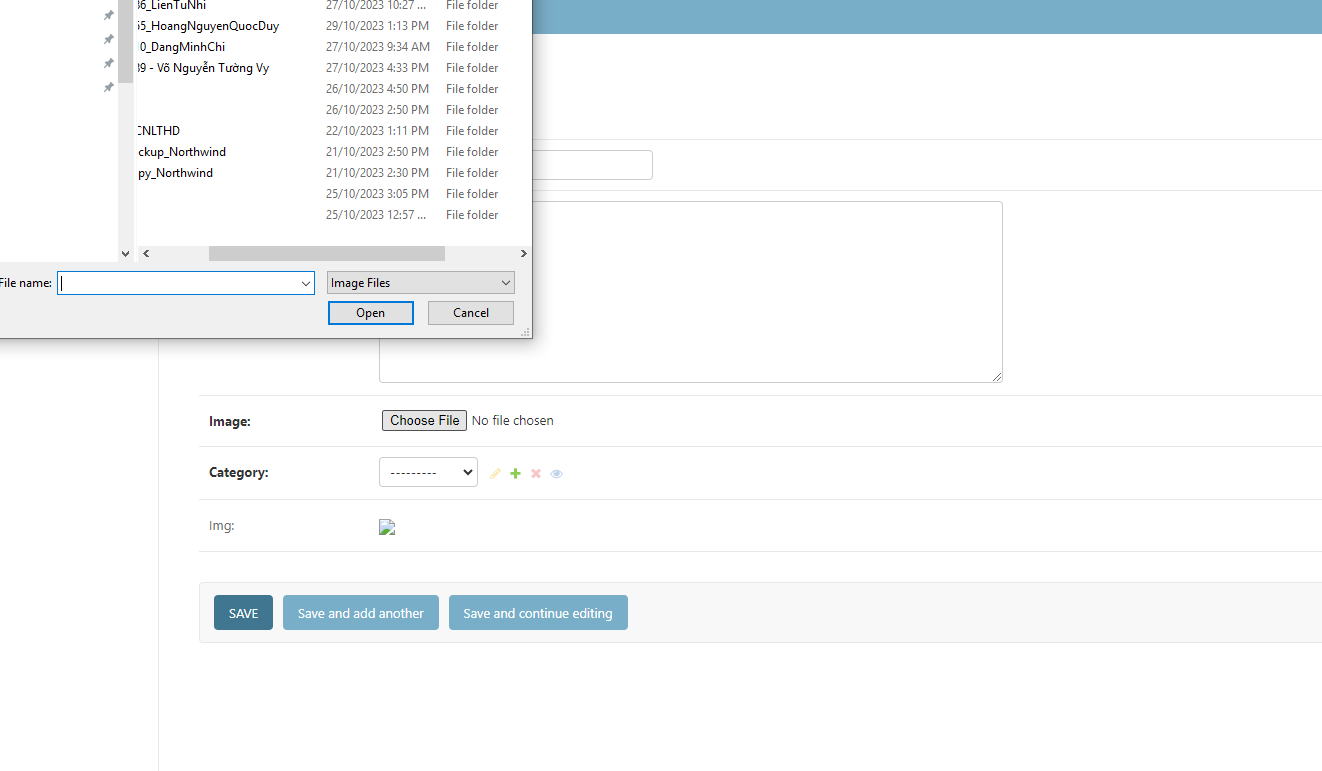 36_LienTuNhi 27/10/2023 10:27 ... File folder
55_HoangNguyenQuocDuy 29/10/2023 1:13 PM File folder
0_DangMinhChi 27/10/2023 9:34 AM File folder
39 - Võ Nguyễn Tường Vy 27/10/2023 4:33 PM File folder
26/10/2023 4:50 PM File folder
26/10/2023 2:50 PM File folder
CNLTHD 22/10/2023 1:11 PM File folder
ckup_Northwind 21/10/2023 2:50 PM File folder
py_Northwind 21/10/2023 2:30 PM File folder
25/10/2023 3:05 PM File folder
25/10/2023 12:57 ... File folder
File name: Image Files
Open Cancel
Image: Choose File No file chosen
Category: ---------
Img:
SAVE Save and add another Save and continue editing